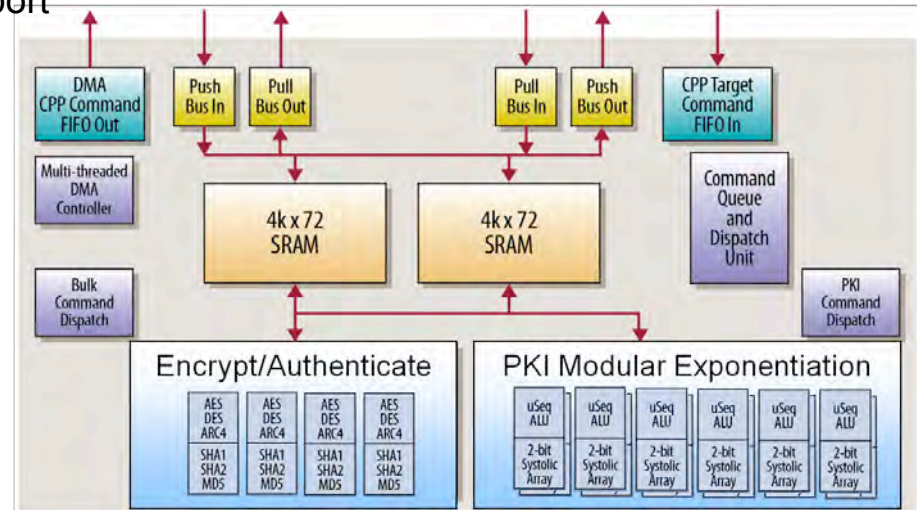 port
DMA
CPP Command
FIFO Out
Push
Bus In
Pull
Bus Out
Pull
Bus In
Push
Bus Out
CPP Target
Command
FIFO In
Multi-threaded
DMA
Controller
4k x 72
SRAM
4k x 72
SRAM
Command
Queue
and
Dispatch
Unit
Bulk
Command
Dispatch
PKI
Command
Dispatch
Encrypt/Authenticate
AES
DES
ARC4
SHA1
SHA2
MD5
AES
DES
ARC4
SHA1
SHA2
MD5
AES
DES
ARC4
SHA1
SHA2
MD5
AES
DES
ARC4
SHA1
SHA2
MD5
PKI Modular Exponentiation
uSeq
ALU
2-bit
Systolic
Array
uSeq
ALU
2-bit
Systolic
Array
uSeq
ALU
2-bit
Systolic
Array
uSeq
ALU
2-bit
Systolic
Array
uSeq
ALU
2-bit
Systolic
Array
uSeq
ALU
2-bit
Systolic
Array